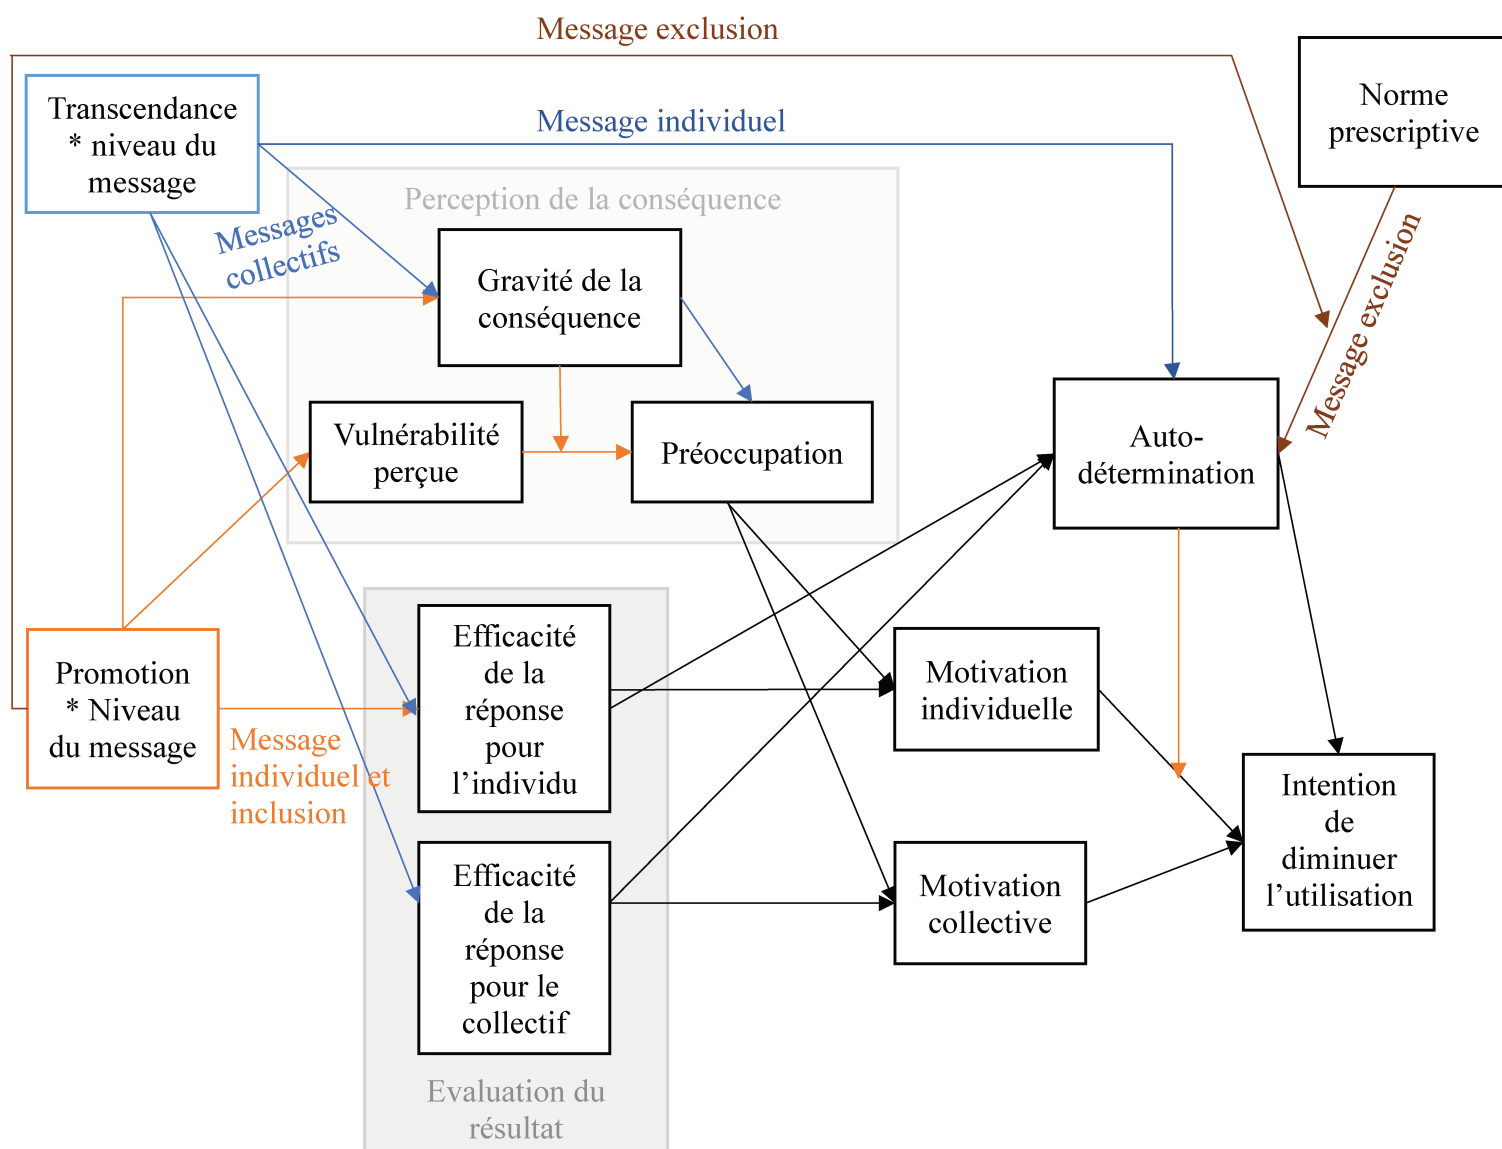 Message exclusion
Norme
prescriptive
Transcendance
* niveau du
message
Message individuel
Perception de la conséquence
Messages
collectifs
Message exclusion
Gravité de la
conséquence
Vulnérabilité
perçue
Préoccupation
Auto-
détermination
Promotion
* Niveau
du message
Message
individuel et
inclusion
Efficacité
de la
réponse
pour
l’individu
Motivation
individuelle
Intention
de
diminuer
l’utilisation
Efficacité
de la
réponse
pour le
collectif
Motivation
collective
Evaluation du
résultat